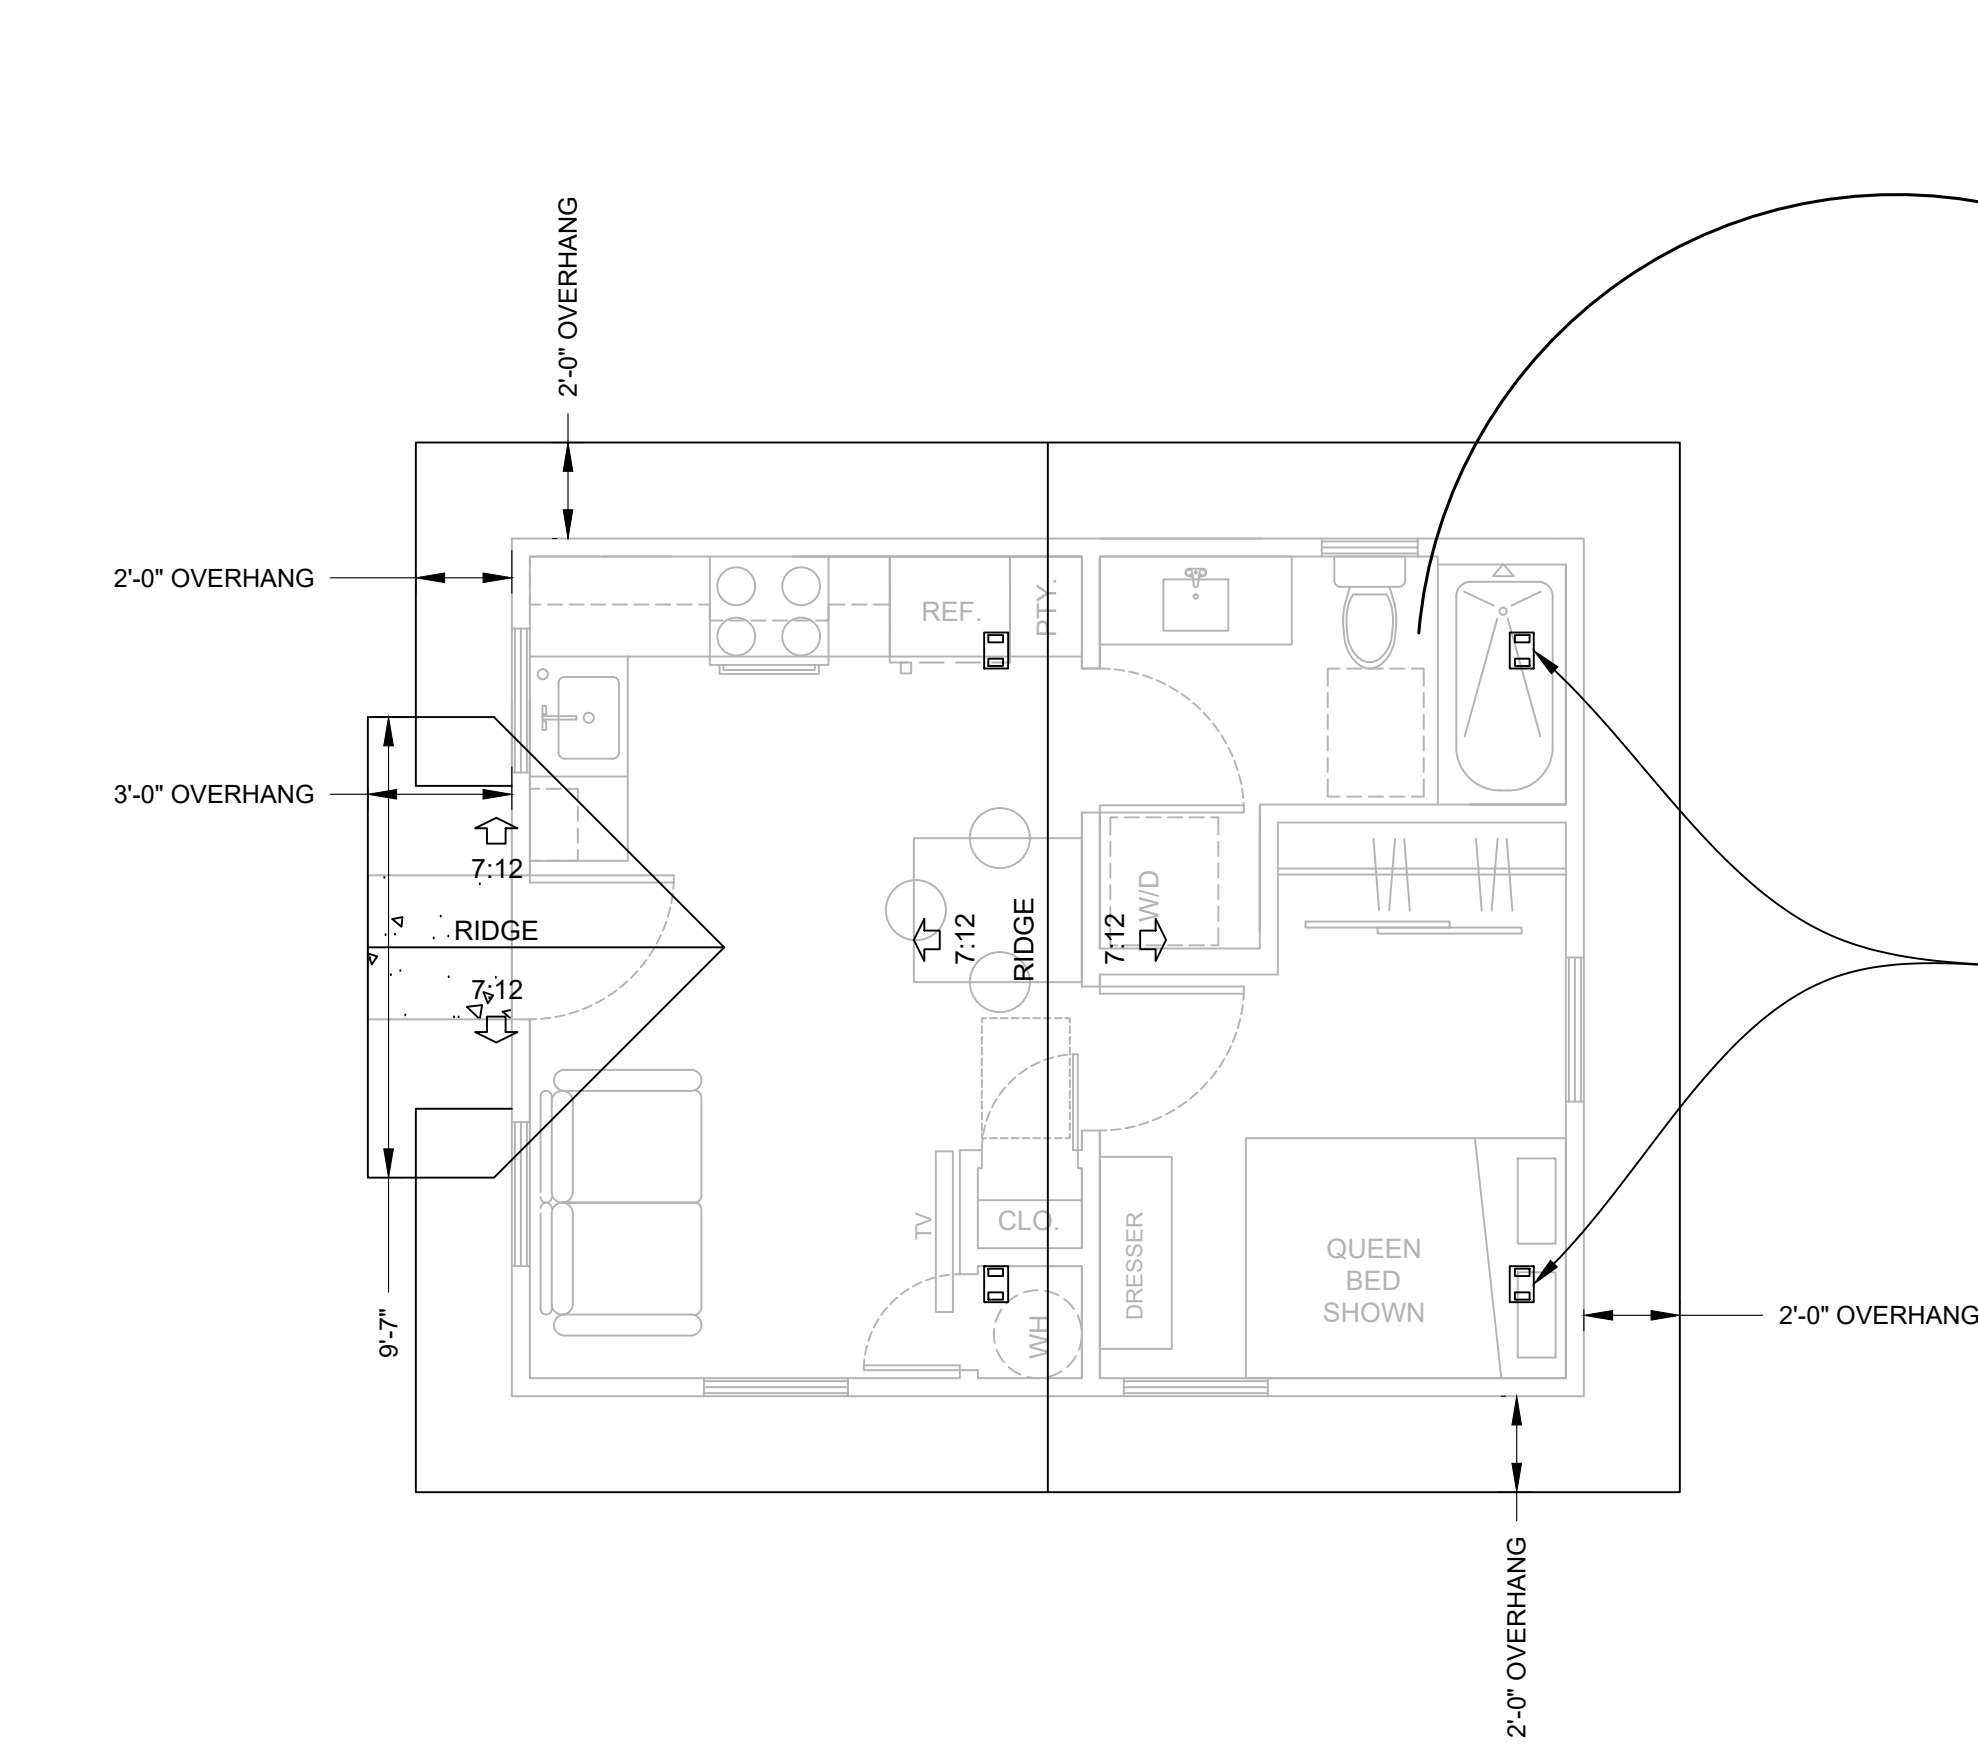 2'-0" OVERHANG
2'-0" OVERHANG
3'-0" OVERHANG
REF.
PTY.
7:12
RIDGE
7:12
7:12
RIDGE
7:12
W/D
TV
CLO.
DRESSER
QUEEN
BED
SHOWN
WH
9'-7"
2'-0" OVERHANG
2'-0" OVERHANG